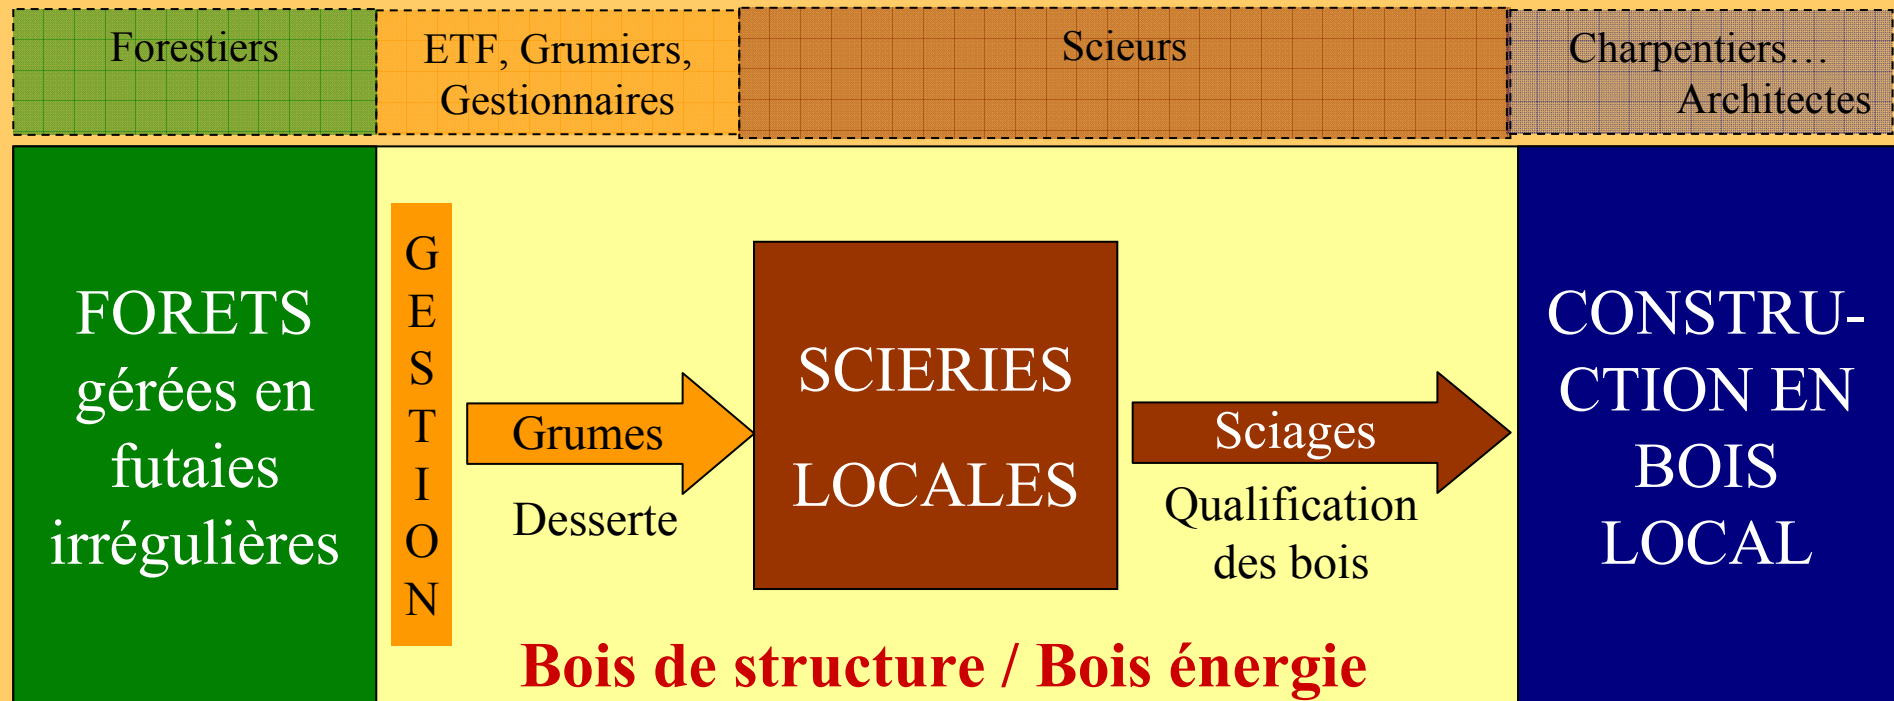 Forestiers
ETF, Grumiers,
Gestionnaires
Scieurs
Charpentiers…
Architectes
FORETS
gérées en
futaies
irrégulières
G
E
S
T
I
O
N
Grumes
Desserte
SCIERIES
LOCALES
Sciages
Qualification
des bois
CONSTRU-
CTION EN
BOIS
LOCAL
Bois de structure / Bois énergie